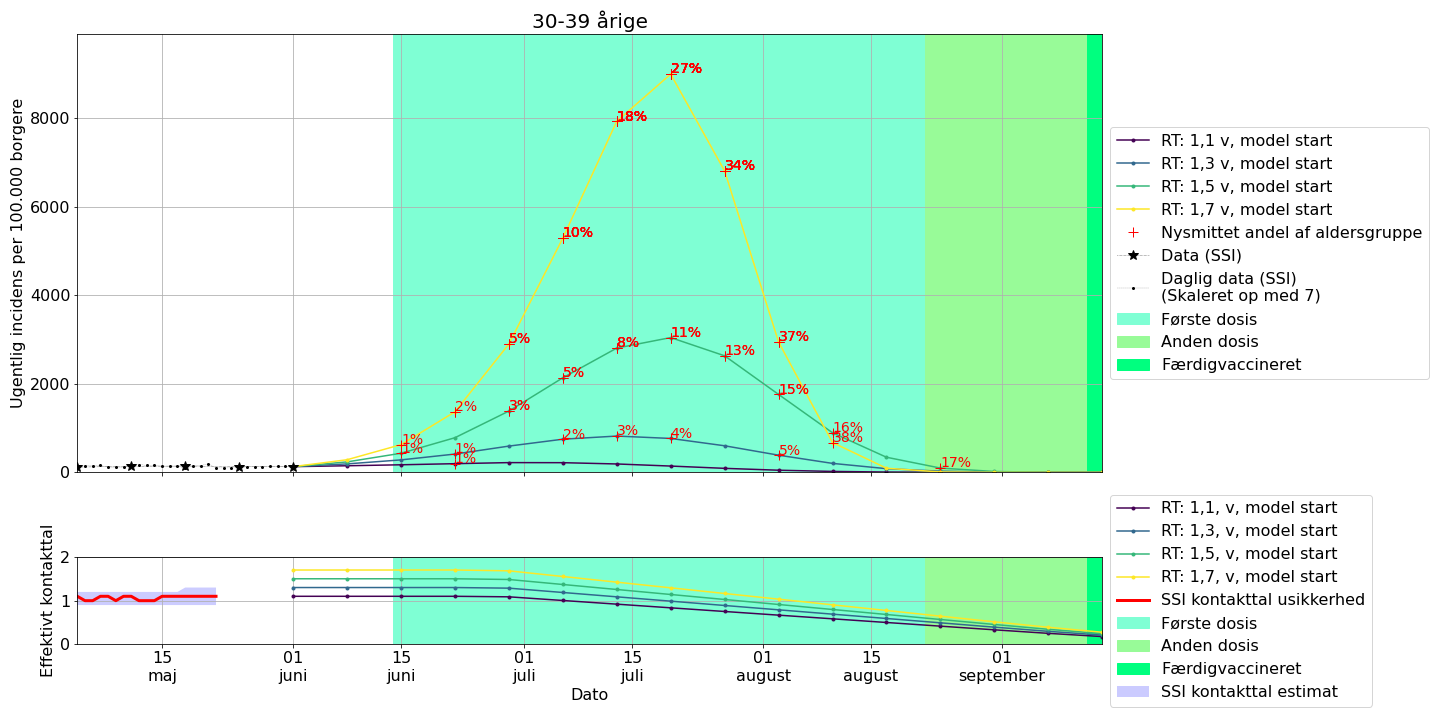 30-39 årige
Ugentlig incidens per 100.000 borgere
8000
6000
4000
2000
0
27%
18%
34%
10%
5%
37%
2%
11%
8%
13%
5%
15%
3%
16%
38%
1%
1%
1%
1%
2%
3%
4%
5%
17%
RT: 1,1 v, model start
RT: 1,3 v, model start
RT: 1,5 v, model start
RT: 1,7 v, model start
Nysmittet andel af aldersgruppe
Data (SSI)
Daglig data (SSI)
(Skaleret op med 7)
Første dosis
Anden dosis
Færdigvaccineret
Effektivt kontakttal
2
1
0
15 01 15 01 15 01 15 01
maj juni juni juli juli august august september
Dato
RT: 1,1, v, model start
RT: 1,3, v, model start
RT: 1,5, v, model start
RT: 1,7, v, model start
SSI kontakttal usikkerhed
Første dosis
Anden dosis
Færdigvaccineret
SSI kontakttal estimat